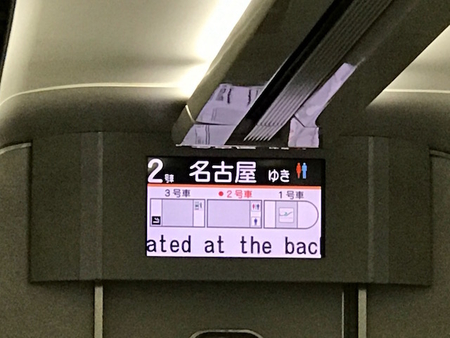 2号車 名古屋 ゆき
3号車 ●2号車 1号車
ated at the bac